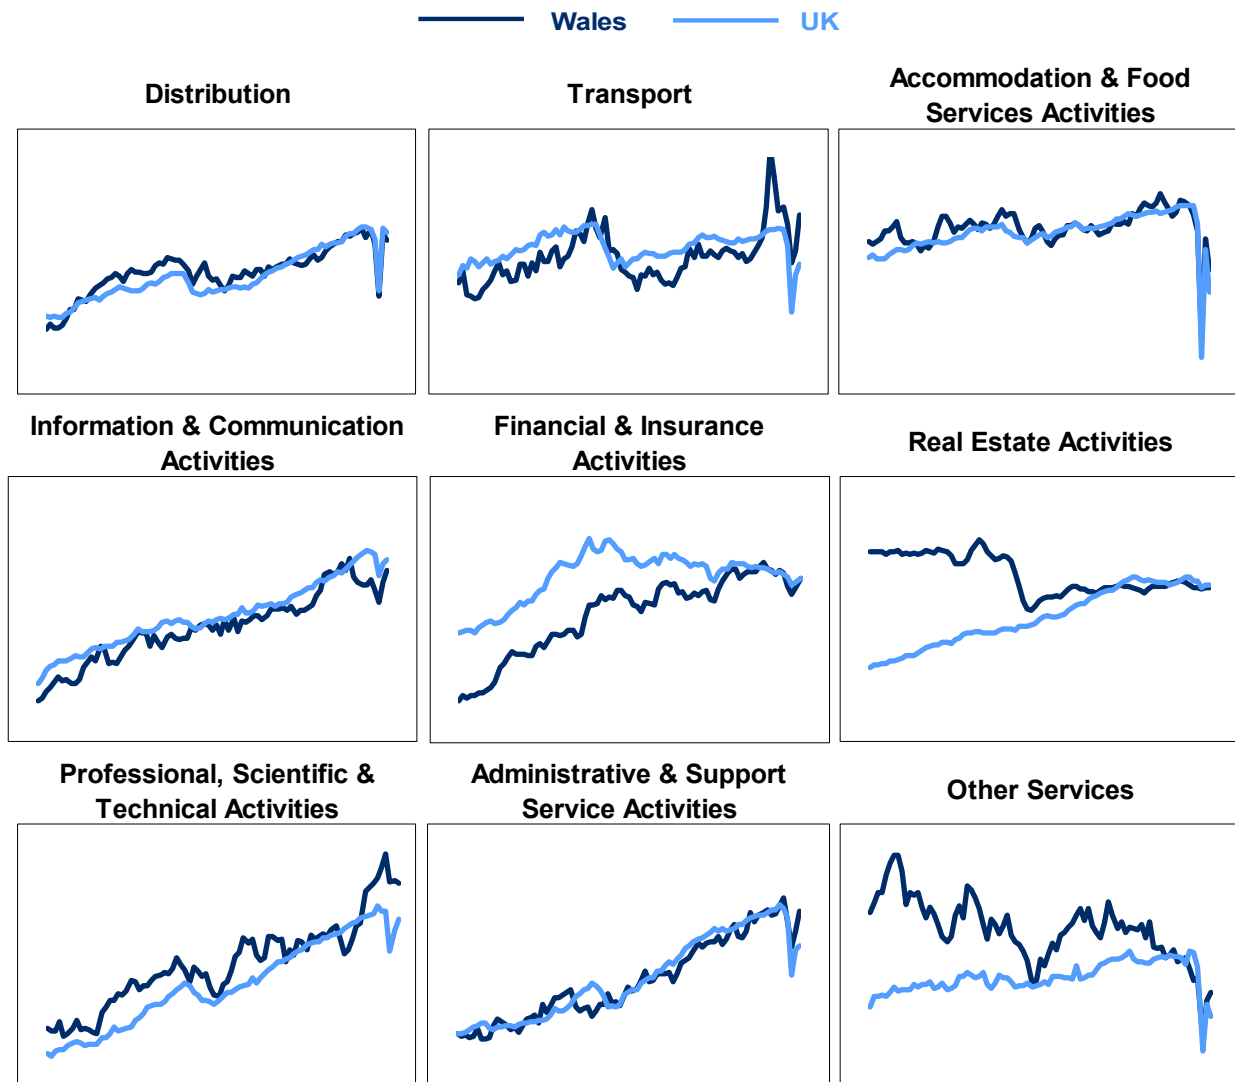 Wales UK
Distribution
Transport
Accommodation & Food
Services Activities
Information & Communication
Activities
Financial & Insurance
Activities
Real Estate Activities
Professional, Scientific &
Technical Activities
Administrative & Support
Service Activities
Other Services